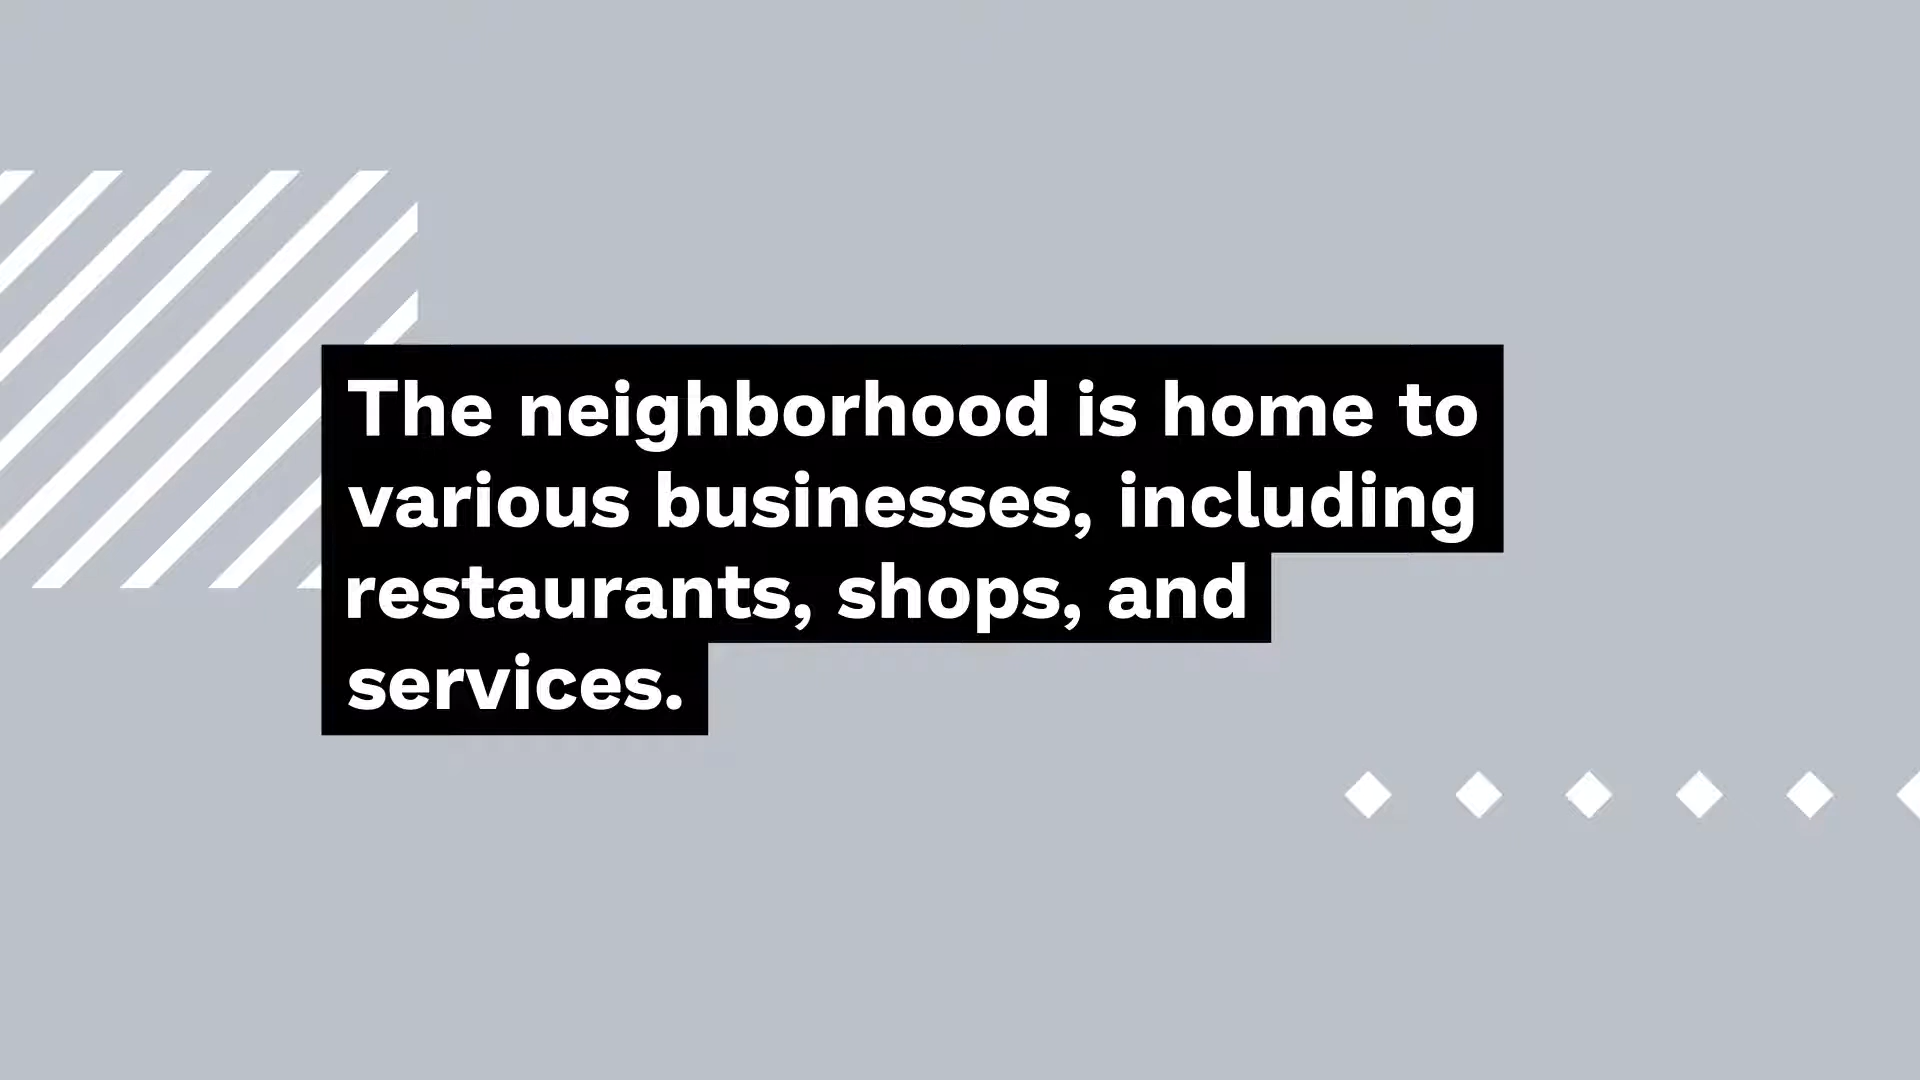 The neighborhood is home to
various businesses, including
restaurants, shops, and
services.